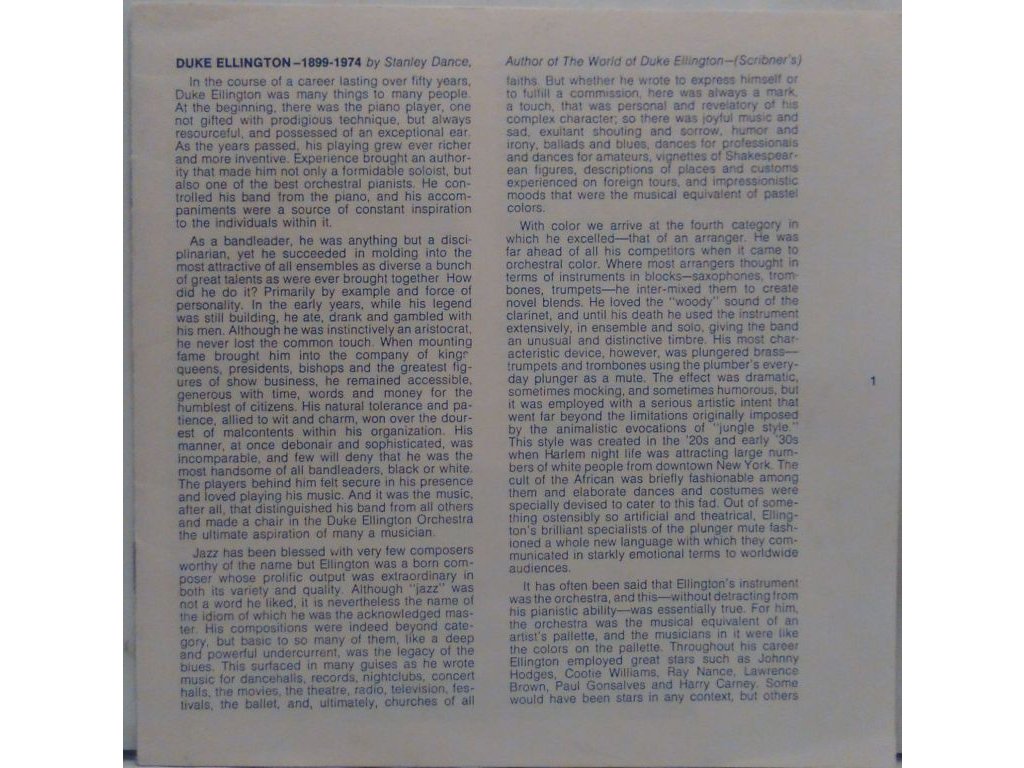 DUKE ELLINGTON–1899-1974 by Stanley Dance,
In the course of a career lasting over fifty years,
Duke Ellington was many things to many people.
At the beginning, there was the piano player, one
not gifted with prodigious technique, but always
resourceful, and possessed of an exceptional ear.
As the years passed, his playing grew ever richer
and more inventive. Experience brought an author-
ity that made him not only a formidable soloist, but
also one of the best orchestral pianists. He con-
trolled his band from the piano, and his accom-
paniments were a source of constant inspiration
to the individuals within it.
As a bandleader, he was anything but a disci-
plinarian, yet he succeeded in molding into the
most attractive of all ensembles as diverse a bunch
of great talents as were ever brought together. How
did he do it? Primarily by example and force of
personality. In the early years, while his legend
was still building, he ate, drank and gambled with
his men. Although he was instinctively an aristocrat,
he never lost the common touch. When mounting
fame brought him into the company of kings
queens, presidents, bishops and the greatest fig-
ures of show business, he remained accessible,
generous with time, words and money for the
humblest of citizens. His natural tolerance and pa-
tience, allied to wit and charm, won over the dour-
est of malcontents within his organization. His
manner, at once debonair and sophisticated, was
incomparable, and few will deny that he was the
most handsome of all bandleaders, black or white.
The players behind him felt secure in his presence
and loved playing his music. And it was the music,
after all, that distinguished his band from all others
and made a chair in the Duke Ellington Orchestra
the ultimate aspiration of many a musician.
Jazz has been blessed with very few composers
worthy of the name but Ellington was a born com-
poser whose prolific output was extraordinary in
both its variety and quality. Although "jazz" was
not a word he liked, it is nevertheless the name of
the idiom of which he was the acknowledged mas-
ter. His compositions were indeed beyond cate-
gory, but basic to so many of them, like a deep
and powerful undercurrent, was the legacy of the
blues. This surfaced in many guises as he wrote
music for dancehalls, records, nightclubs, concert
halls, the movies, the theatre, radio, television, fes-
tivals, the ballet, and, ultimately, churches of all
Author of The World of Duke Ellington—(Scribner's)
faiths. But whether he wrote to express himself or
to fulfill a commission, here was always a mark,
a touch, that was personal and revelatory of his
complex character; so there was joyful music and
sad, exultant shouting and sorrow, humor and
irony, ballads and blues, dances for professionals
and dances for amateurs, vignettes of Shakespear-
ean figures, descriptions of places and customs
experienced on foreign tours, and impressionistic
moods that were the musical equivalent of pastel
colors.
With color we arrive at the fourth category in
which he excelled—that of an arranger. He was
far ahead of all his competitors when it came to
orchestral color. Where most arrangers thought in
terms of instruments in blocks—saxophones, trom-
bones, trumpets—he inter-mixed them to create
novel blends. He loved the "woody" sound of the
clarinet, and until his death he used the instrument
extensively, in ensemble and solo, giving the band
an unusual and distinctive timbre. His most char-
acteristic device, however, was plungered brass—
trumpets and trombones using the plumber's every-
day plunger as a mute. The effect was dramatic,
sometimes mocking, and sometimes humorous, but
it was employed with a serious artistic intent that
went far beyond the limitations originally imposed
by the animalistic evocations of "jungle style."
This style was created in the '20s and early '30s
when Harlem night life was attracting large num-
bers of white people from downtown New York. The
cult of the African was briefly fashionable among
them and elaborate dances and costumes were
specially devised to cater to this fad. Out of some-
thing ostensibly so artificial and theatrical, Elling-
ton's brilliant specialists of the plunger mute fash-
ioned a whole new language with which they com-
municated in starkly emotional terms to worldwide
audiences.
It has often been said that Ellington's instrument
was the orchestra, and this—without detracting from
his pianistic ability—was essentially true. For him,
the orchestra was the musical equivalent of an
artist's pallette, and the musicians in it were like
the colors on the pallette. Throughout his career
Ellington employed great stars such as Johnny
Hodges, Cootie Williams, Ray Nance, Lawrence
Brown, Paul Gonsalves and Harry Carney. Some
would have been stars in any context, but others
1